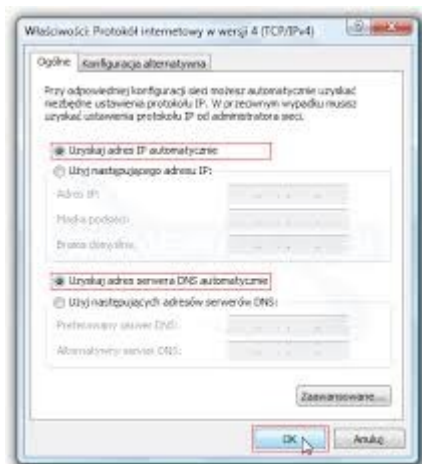 Właściwości: Protokół internetowy w wersji 4 (TCP/IPv4)
Ogólne
Konfiguracja alternatywna
Przy odpowiedniej konfiguracji sieci możesz automatycznie uzyskać
niezbędne ustawienia protokołu IP. W przeciwnym wypadku musisz
uzyskać ustawienia protokołu IP od administratora sieci.
Uzyskaj adres IP automatycznie
Użyj następującego adresu IP:
Adres IP:
Maska podsieci:
Brama domyślna:
Uzyskaj adres serwera DNS automatycznie
Użyj następujących adresów serwerów DNS:
Preferowany serwer DNS:
Alternatywny serwer DNS:
Zaawansowane...
OK
Anuluj